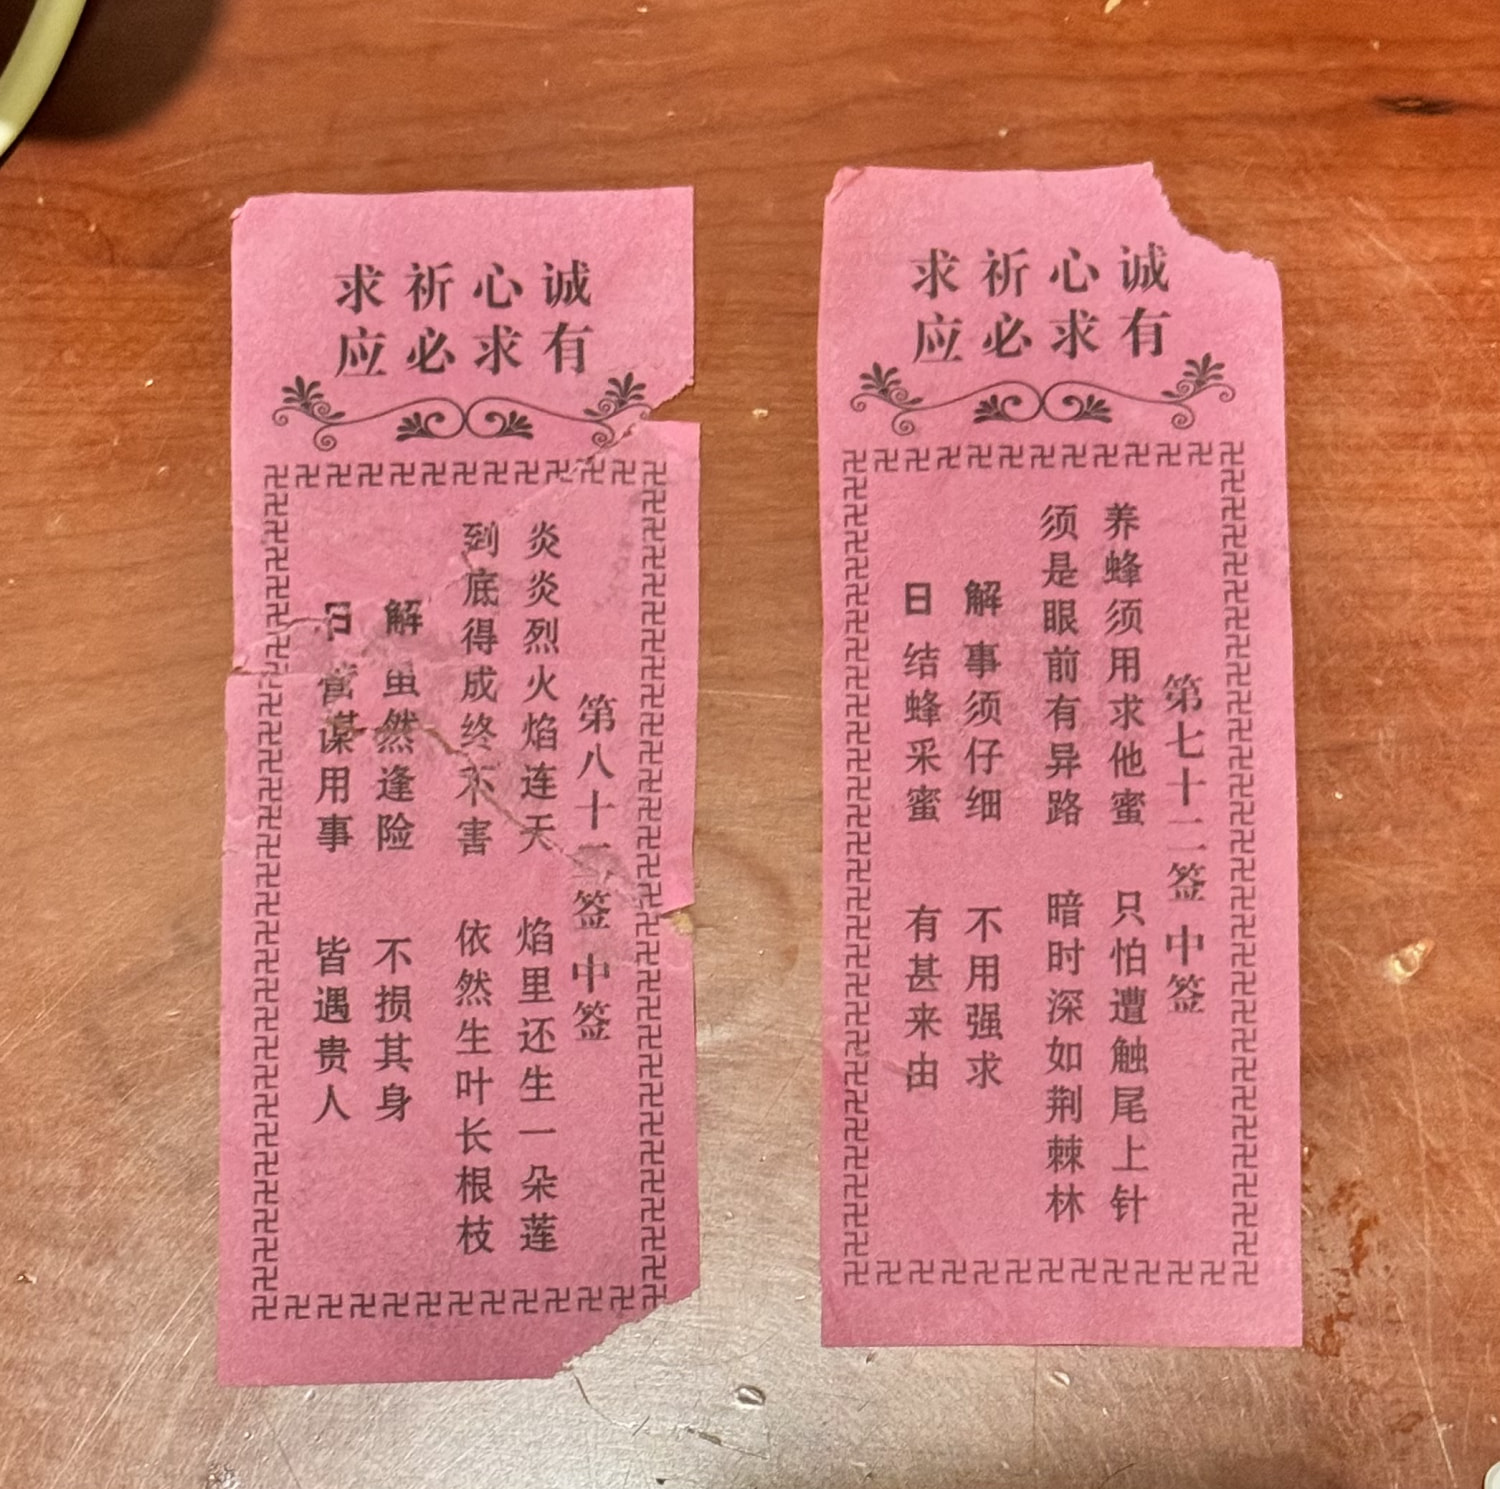 诚心祈求
有求必应
第八十二签 中签
炎炎烈火焰连天 焰里还生一朵莲
到底得成终不害 依然生叶长根枝
解 虽然逢险 不损其身
日 营谋用事 皆遇贵人
诚心祈求
有求必应
第七十二签 中签
养蜂须用求他蜜 只怕遭触尾上针
须是眼前有异路 暗时深如荆棘林
解 事须仔细 不用强求
日 结蜂采蜜 有甚来由